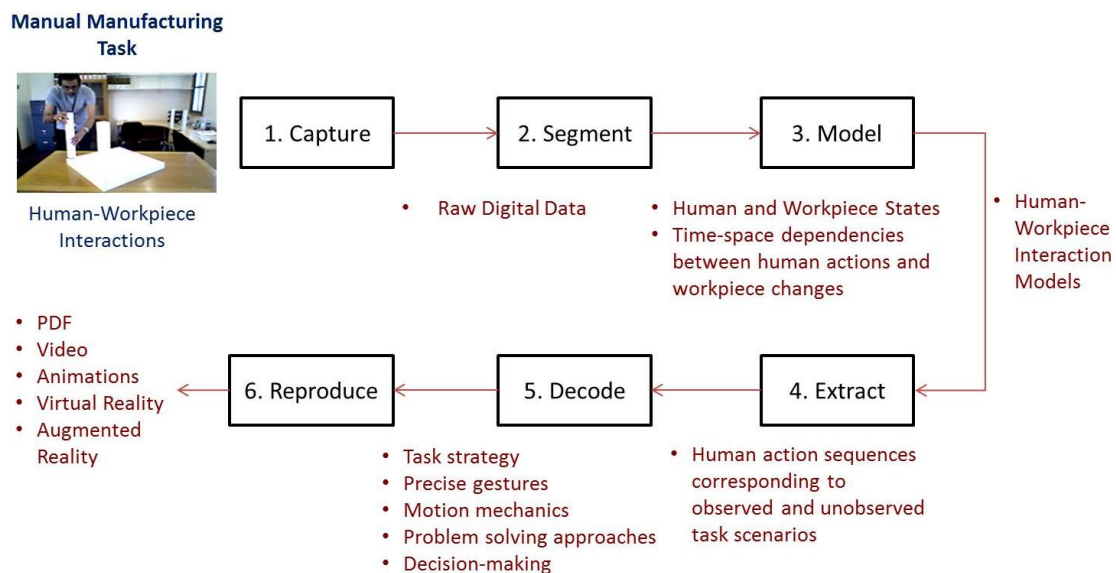 Manual Manufacturing
Task
Human-Workpiece
Interactions
1. Capture
2. Segment
3. Model
• Raw Digital Data
• Human and Workpiece States
• Time-space dependencies
between human actions and
workpiece changes
• Human-
Workpiece
Interaction
Models
4. Extract
5. Decode
6. Reproduce
• Human action sequences
corresponding to
observed and unobserved
task scenarios
• Task strategy
• Precise gestures
• Motion mechanics
• Problem solving approaches
• Decision-making
• PDF
• Video
• Animations
• Virtual Reality
• Augmented
Reality